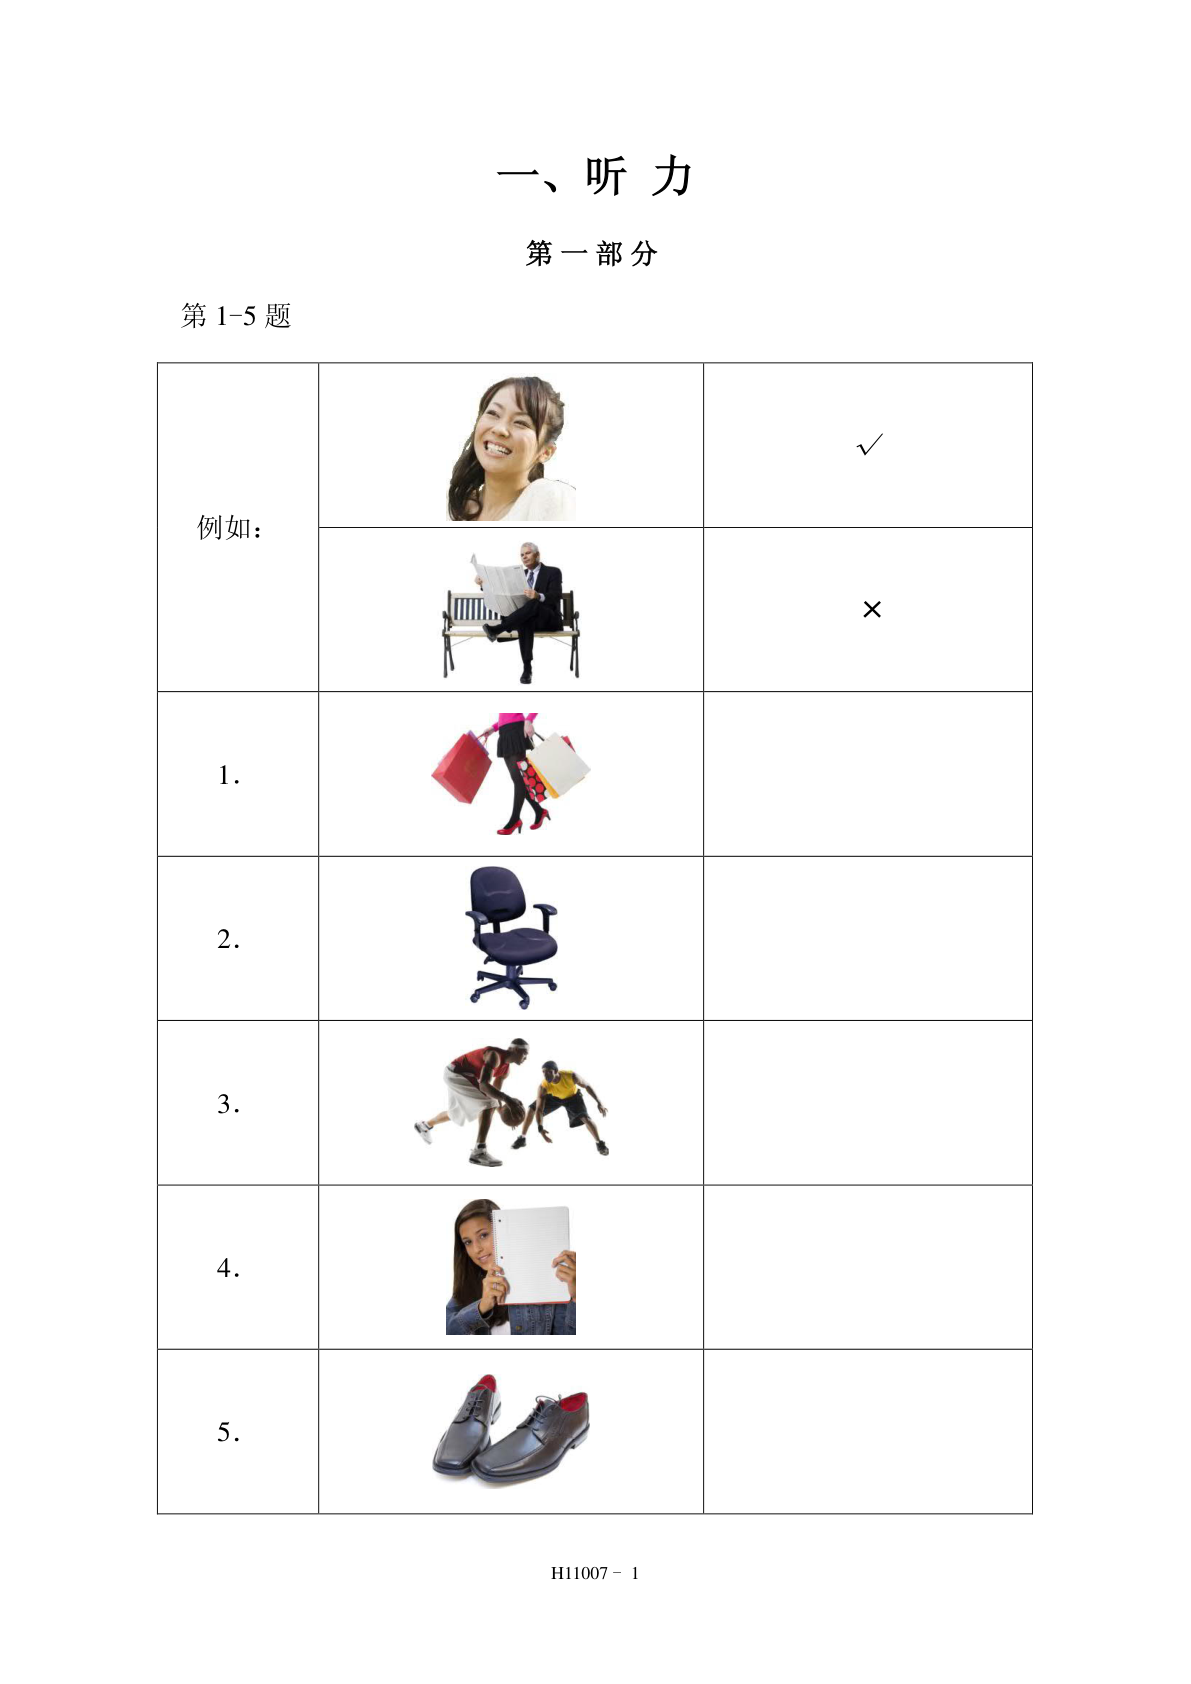 一、听 力
第 一 部 分
第 1-5 题
例如：
√
×
1.
2.
3.
4.
5.
H11007 - 1